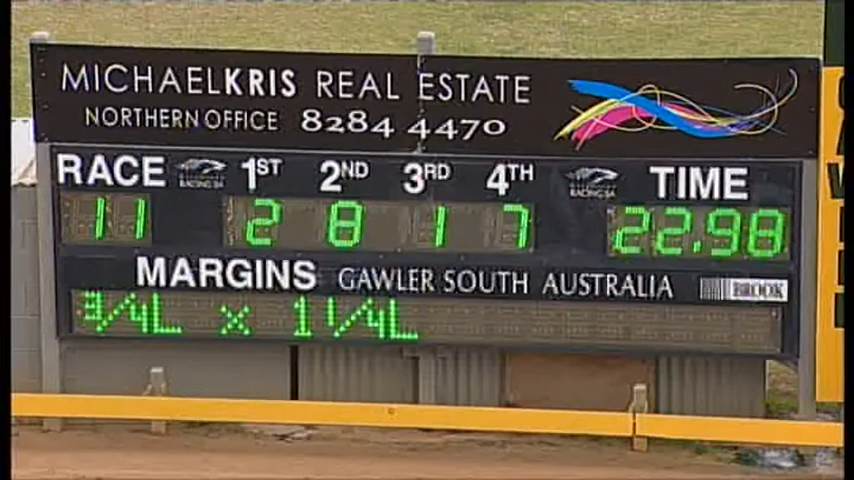 MICHAELKRIS REAL ESTATE
NORTHERN OFFICE 8284 4470
RACE 1ST 2ND 3RD 4TH TIME
11 2 8 1 7 22.98
MARGINS GAWLER SOUTH AUSTRALIA BROOK
3/4L x 1 1/4L